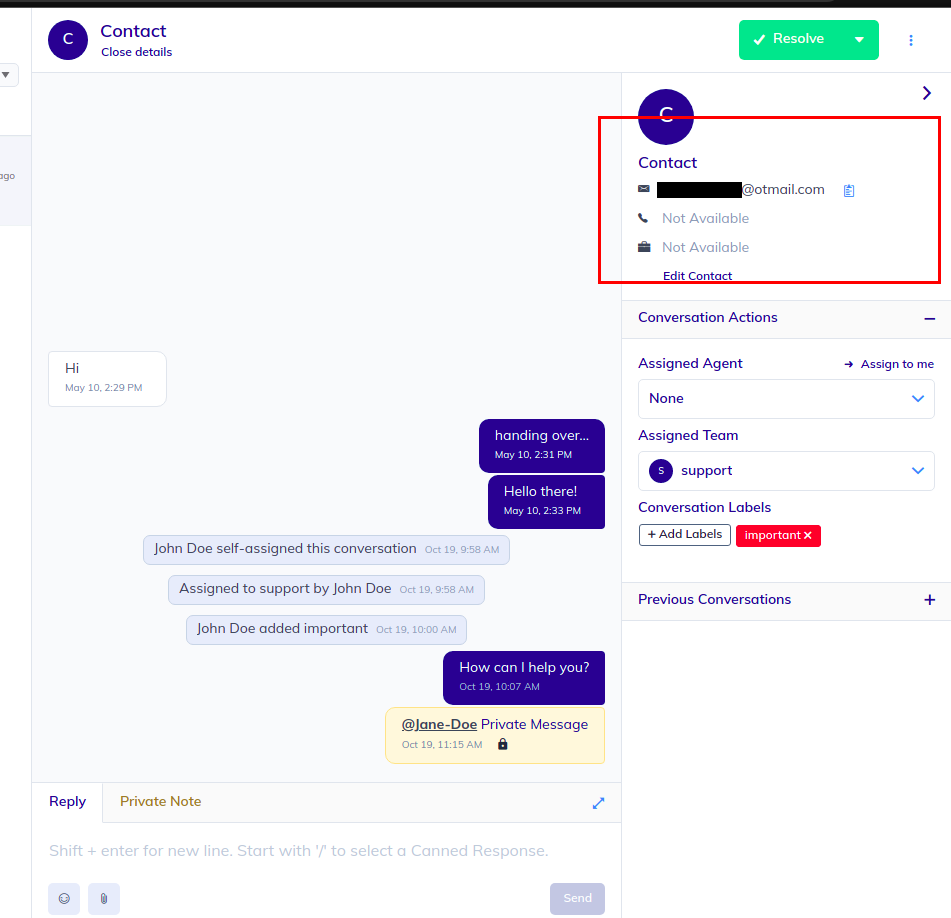 C
Contact
Close details
Resolve
ago
C
Contact
@otmail.com
Not Available
Not Available
Edit Contact
Conversation Actions
Assigned Agent
Assign to me
None
Assigned Team
S support
Conversation Labels
+ Add Labels
important
Previous Conversations
Hi
May 10, 2:29 PM
handing over...
May 10, 2:31 PM
Hello there!
May 10, 2:33 PM
John Doe self-assigned this conversation Oct 19, 9:58 AM
Assigned to support by John Doe Oct 19, 9:58 AM
John Doe added important Oct 19, 10:00 AM
How can I help you?
Oct 19, 10:07 AM
@Jane-Doe Private Message
Oct 19, 11:15 AM
Reply
Private Note
Shift + enter for new line. Start with '/' to select a Canned Response.
Send